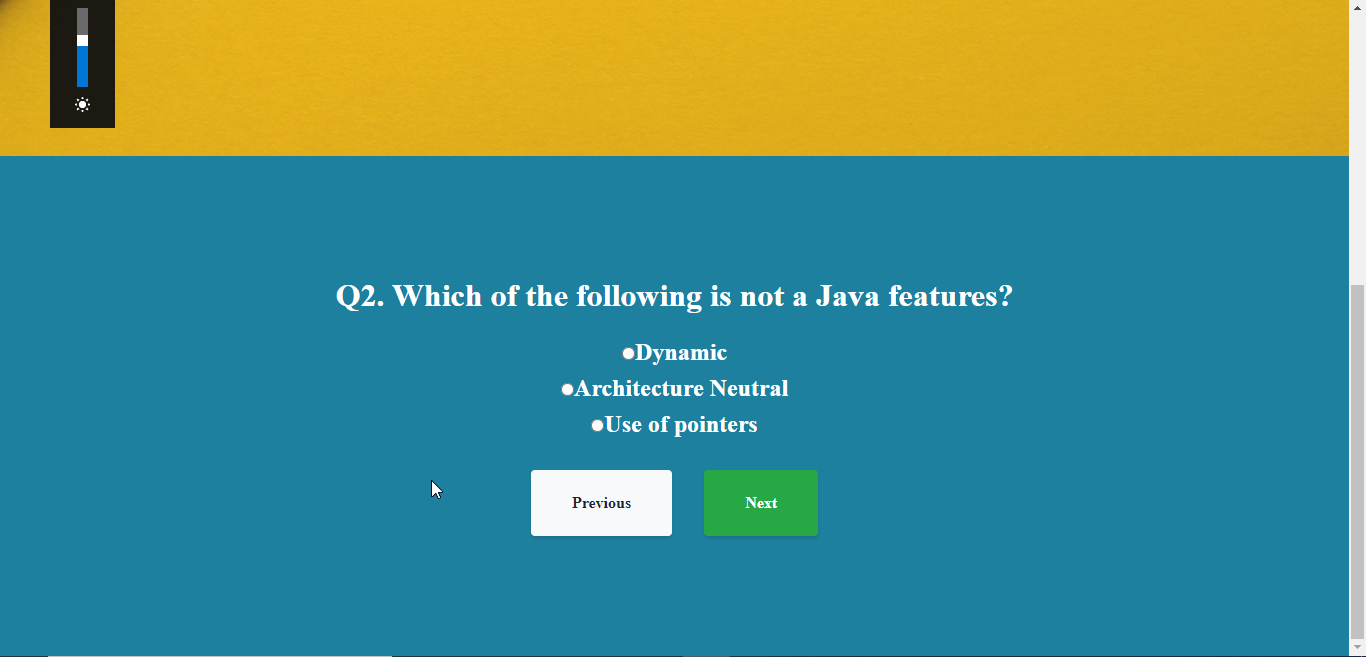 Q2. Which of the following is not a Java features?
Dynamic
Architecture Neutral
Use of pointers
Previous
Next